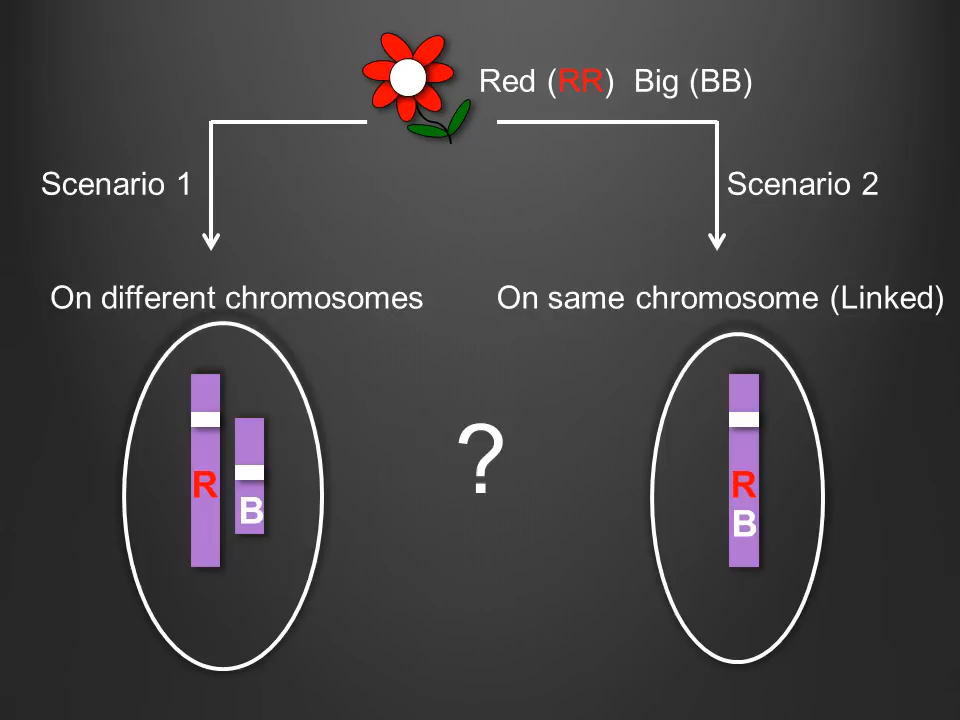 Red (RR)  Big (BB)
Scenario 1
Scenario 2
On different chromosomes
On same chromosome (Linked)
R
B
?
R
B